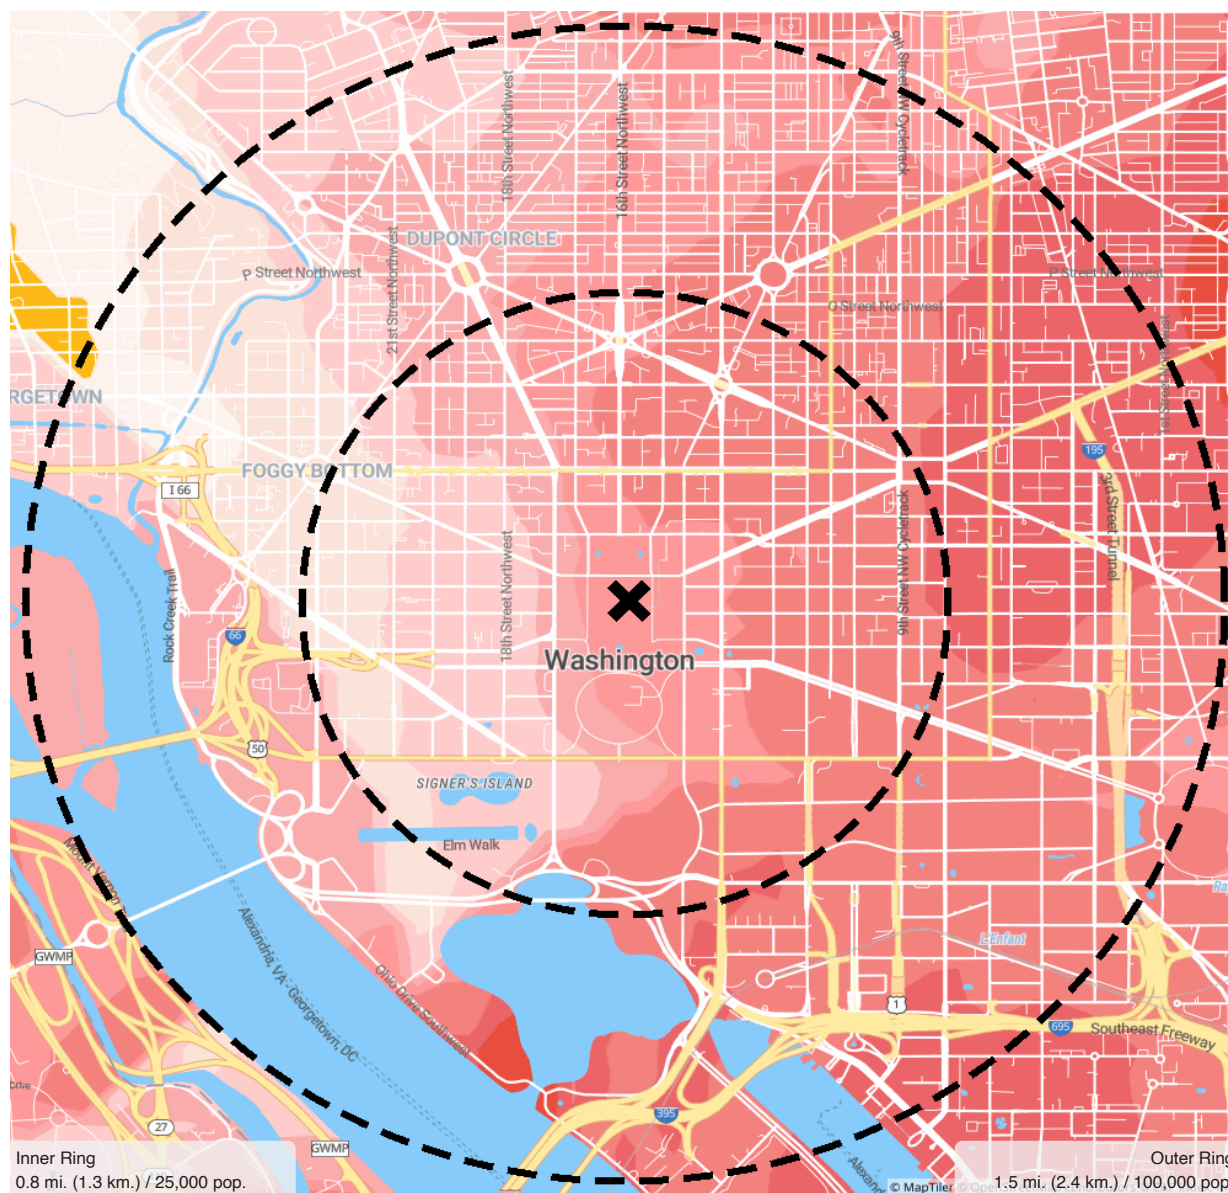 9th Street NW Cycletrack
18th Street Northwest
16th Street Northwest
DUPONT CIRCLE
P Street Northwest
P Street Northwest
21st Street Northwest
O Street Northwest
1st Street Northwest
RGETOWN
FOGGY BOTTOM
195
I 66
3rd Street Tunnel
18th Street Northwest
9th Street NW Cycletrack
Rock Creek Trail
66
Washington
50
SIGNER'S ISLAND
Elm Walk
Mount Vernon
Alexandria, VA - Georgetown, DC
GWMP
L'Enfant
Ohio Drive Southwest
1
695
Southeast Freeway
395
27
GWMP
Inner Ring
0.8 mi. (1.3 km.) / 25,000 pop.
Outer Ring
1.5 mi. (2.4 km.) / 100,000 pop
© MapTiler ©